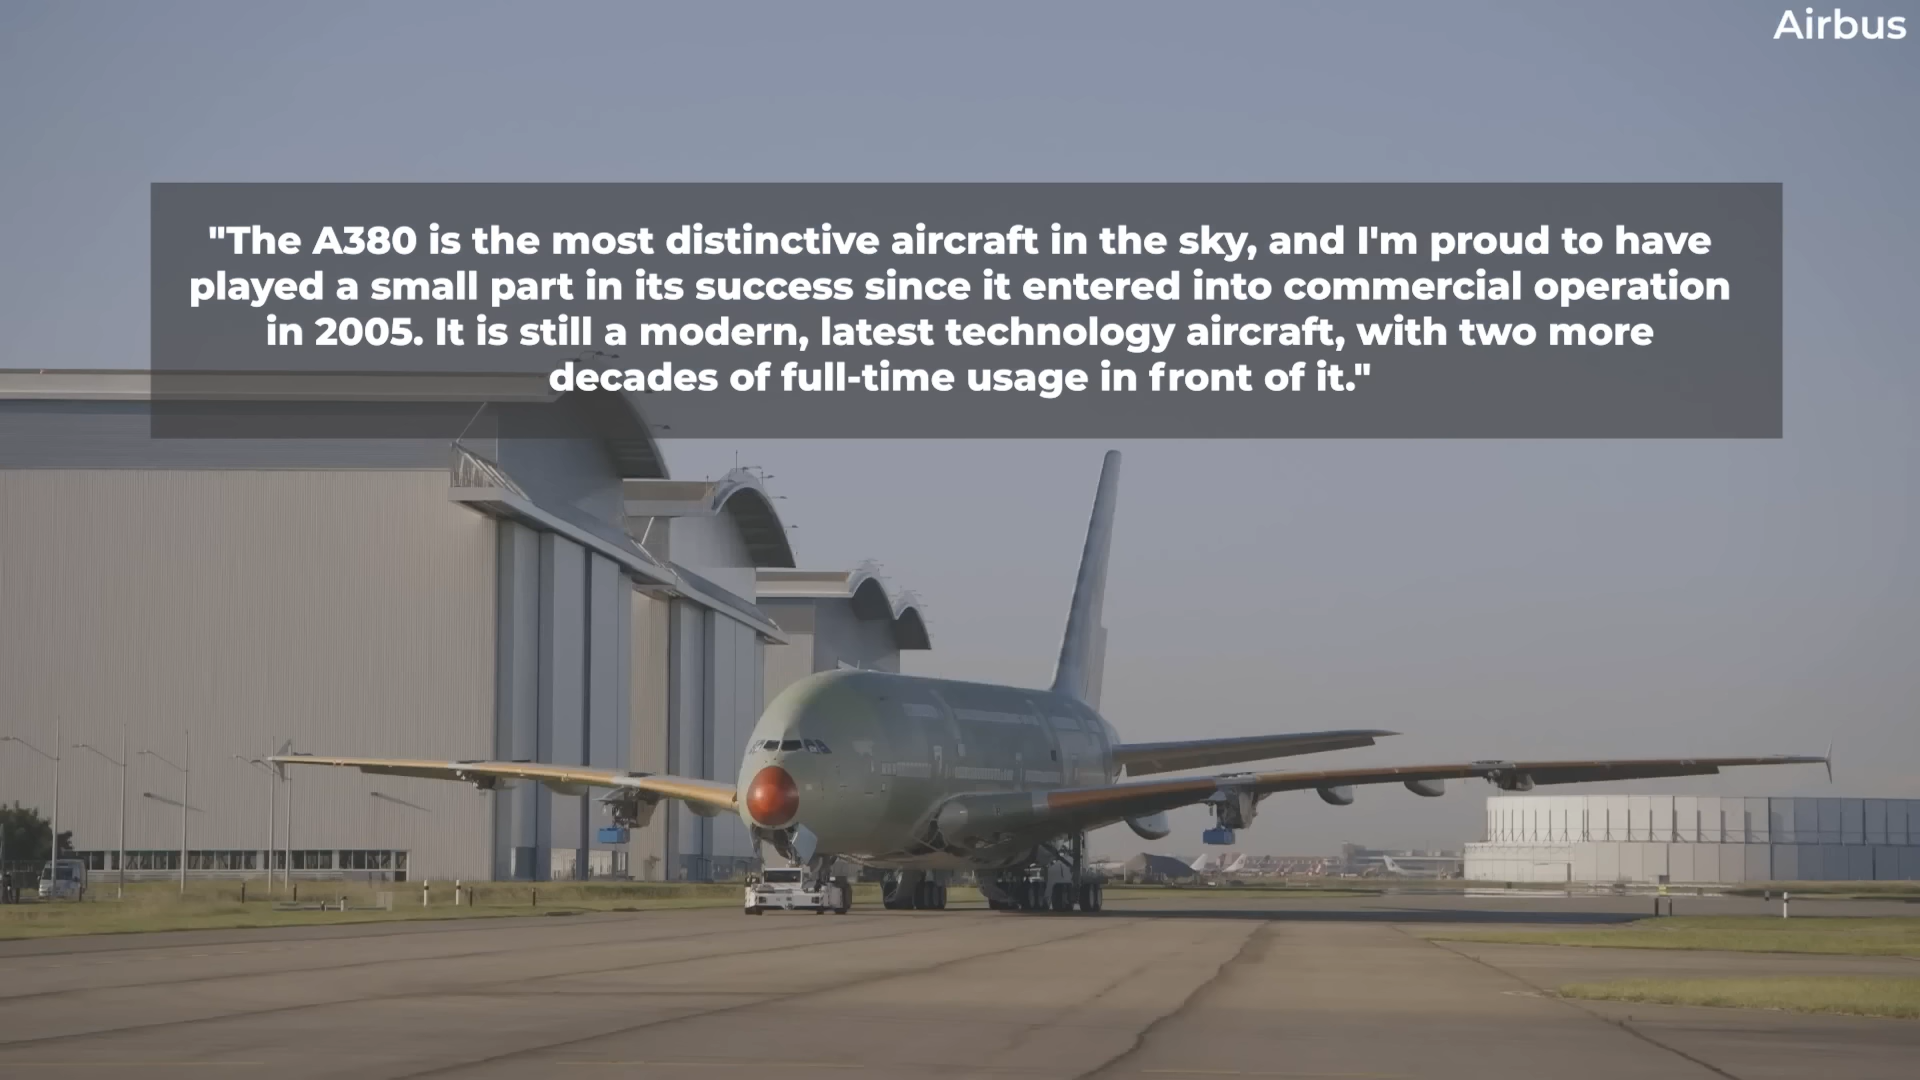 Airbus
"The A380 is the most distinctive aircraft in the sky, and I'm proud to have
played a small part in its success since it entered into commercial operation
in 2005. It is still a modern, latest technology aircraft, with two more
decades of full-time usage in front of it."